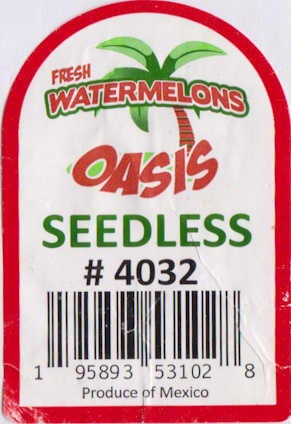 FRESH
WATERMELONS
OASIS
SEEDLESS
# 4032
1 95893 53102 8
Produce of Mexico